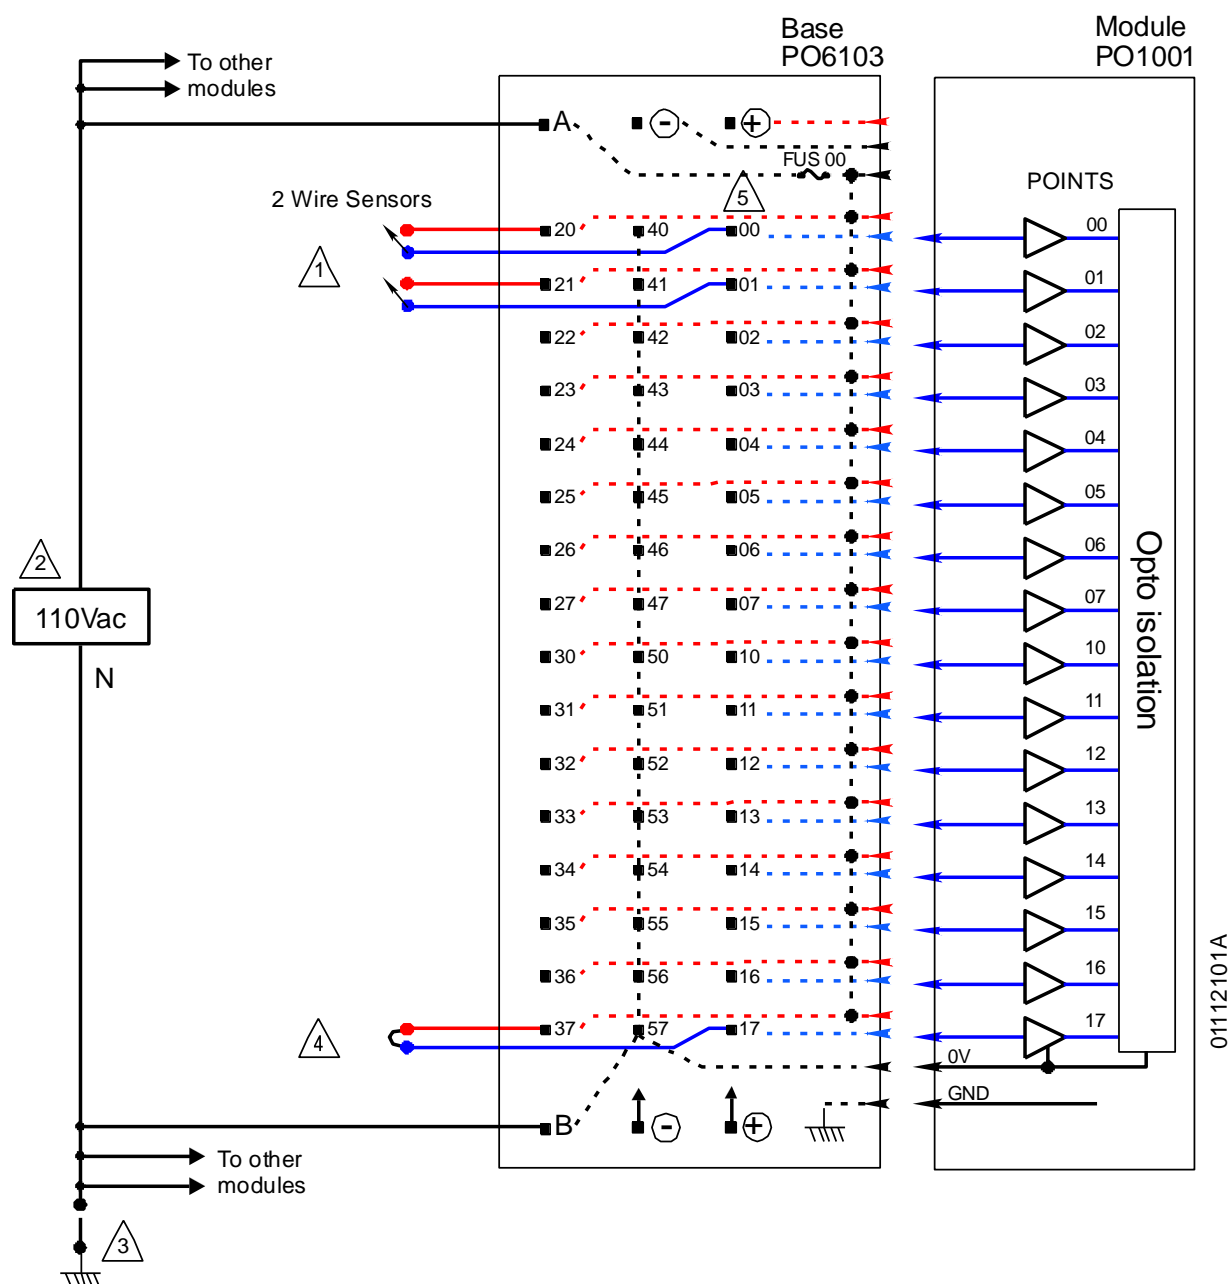 Base
PO6103
Module
PO1001
To other
modules
A
-
+
FUS 00
5
POINTS
2 Wire Sensors
1
20 40 00 00
21 41 01 01
22 42 02 02
23 43 03 03
24 44 04 04
25 45 05 05
26 46 06 06
2
27 47 07 07
110Vac
N
30 50 10 10
31 51 11 11
32 52 12 12
33 53 13 13
34 54 14 14
35 55 15 15
36 56 16 16
37 57 17 17
4
Opto isolation
0V
GND
B
-
+
To other
modules
3
01112101A